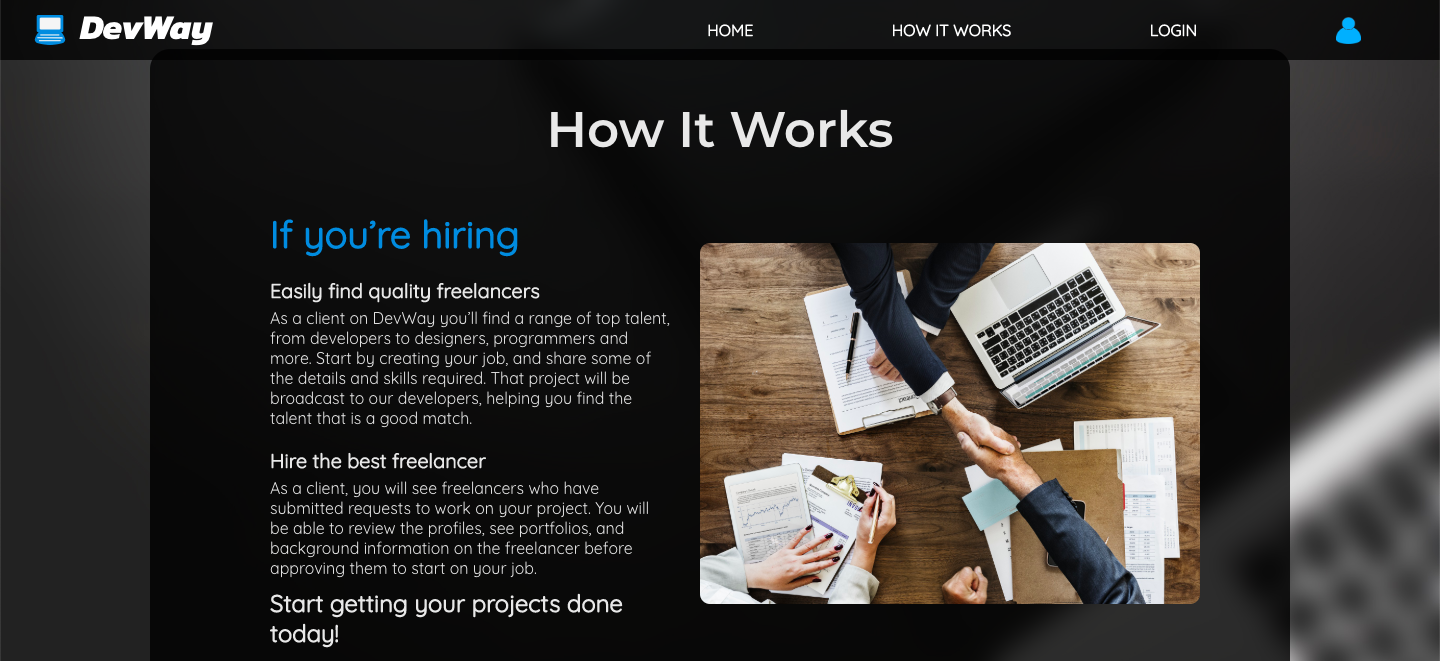 DevWay
HOME
HOW IT WORKS
LOGIN
How It Works
If you're hiring
Easily find quality freelancers
As a client on DevWay you'll find a range of top talent,
from developers to designers, programmers and
more. Start by creating your job, and share some of
the details and skills required. That project will be
broadcast to our developers, helping you find the
talent that is a good match.
Hire the best freelancer
As a client, you will see freelancers who have
submitted requests to work on your project. You will
be able to review the profiles, see portfolios, and
background information on the freelancer before
approving them to start on your job.
Start getting your projects done
today!